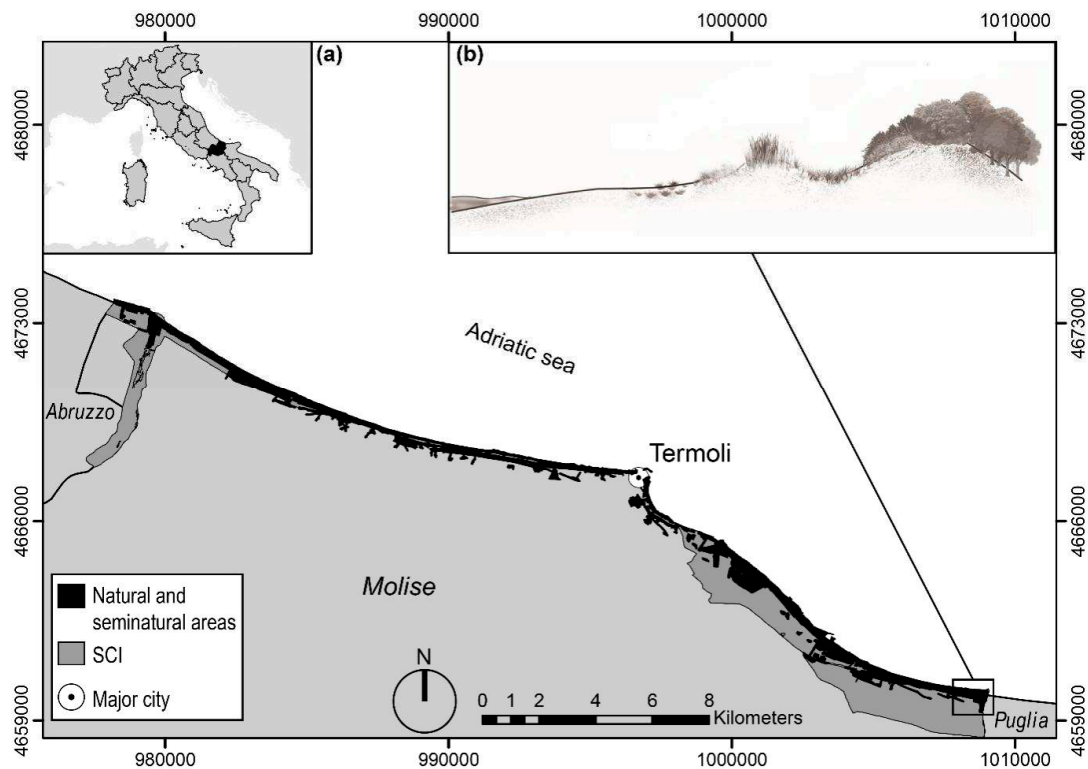 980000 990000 1000000 1010000
(a)
(b)
4680000
4680000
4673000
4673000
Adriatic sea
Abruzzo
Termoli
4666000
4666000
Molise
Natural and
seminatural areas
SCI
Major city
N
0 1 2 4 6 8
Kilometers
Puglia
4659000
4659000
980000 990000 1000000 1010000